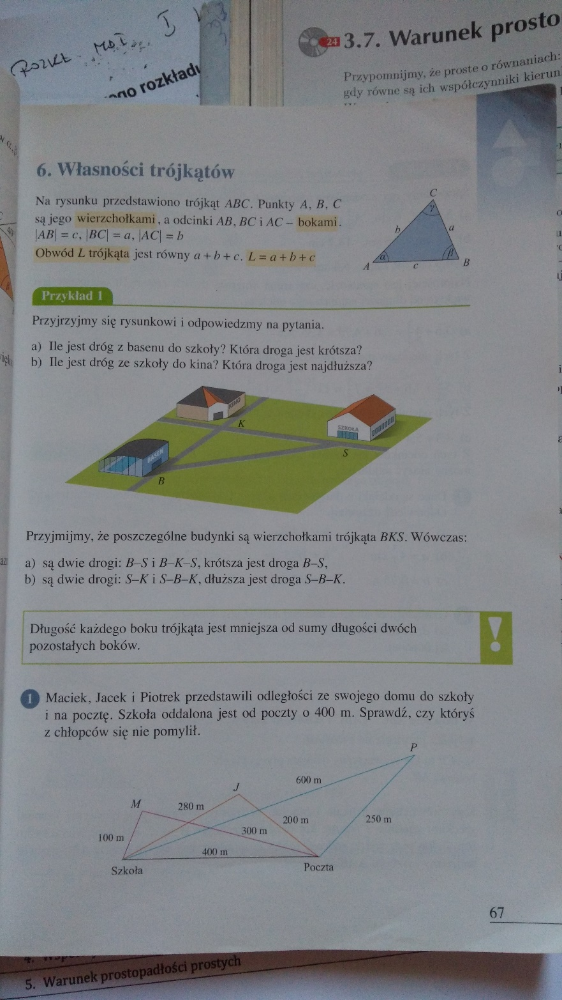 ROZKŁ
24 3.7. Warunek prosto
Przypomnijmy, że proste o równaniach:
gdy równe są ich współczynniki kierun
no rozkładu
6. Własności trójkątów
Na rysunku przedstawiono trójkąt ABC. Punkty A, B, C
są jego wierzchołkami, a odcinki AB, BC i AC – bokami.
|AB| = c, |BC| = a, |AC| = b
Obwód L trójkąta jest równy a + b + c. L = a + b + c
C
γ
b
a
α
β
A
c
B
Przykład 1
Przyjrzyjmy się rysunkowi i odpowiedzmy na pytania.
a) Ile jest dróg z basenu do szkoły? Która droga jest krótsza?
b) Ile jest dróg ze szkoły do kina? Która droga jest najdłuższa?
KINO
K
SZKOŁA
S
BASEN
B
Przyjmijmy, że poszczególne budynki są wierzchołkami trójkąta BKS. Wówczas:
a) są dwie drogi: B–S i B–K–S, krótsza jest droga B–S,
b) są dwie drogi: S–K i S–B–K, dłuższa jest droga S–B–K.
Długość każdego boku trójkąta jest mniejsza od sumy długości dwóch
pozostałych boków.
!
1 Maciek, Jacek i Piotrek przedstawili odległości ze swojego domu do szkoły
i na pocztę. Szkoła oddalona jest od poczty o 400 m. Sprawdź, czy któryś
z chłopców się nie pomylił.
P
600 m
J
M
280 m
200 m
250 m
300 m
100 m
400 m
Szkoła
Poczta
67
5. Warunek prostopadłości prostych